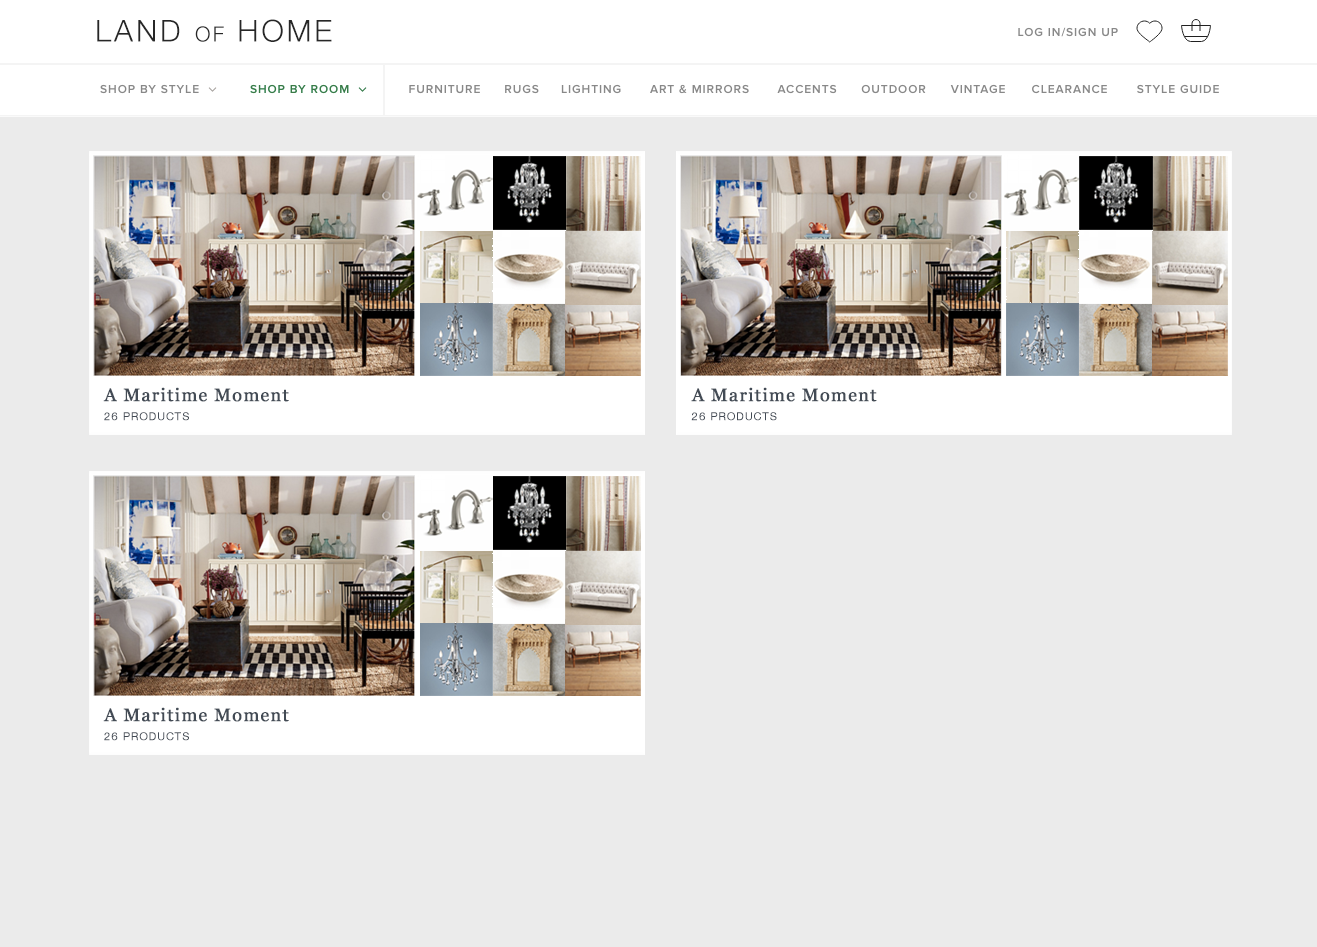 LAND OF HOME
LOG IN/SIGN UP
SHOP BY STYLE SHOP BY ROOM FURNITURE RUGS LIGHTING ART & MIRRORS ACCENTS OUTDOOR VINTAGE CLEARANCE STYLE GUIDE
A Maritime Moment
26 PRODUCTS
A Maritime Moment
26 PRODUCTS
A Maritime Moment
26 PRODUCTS